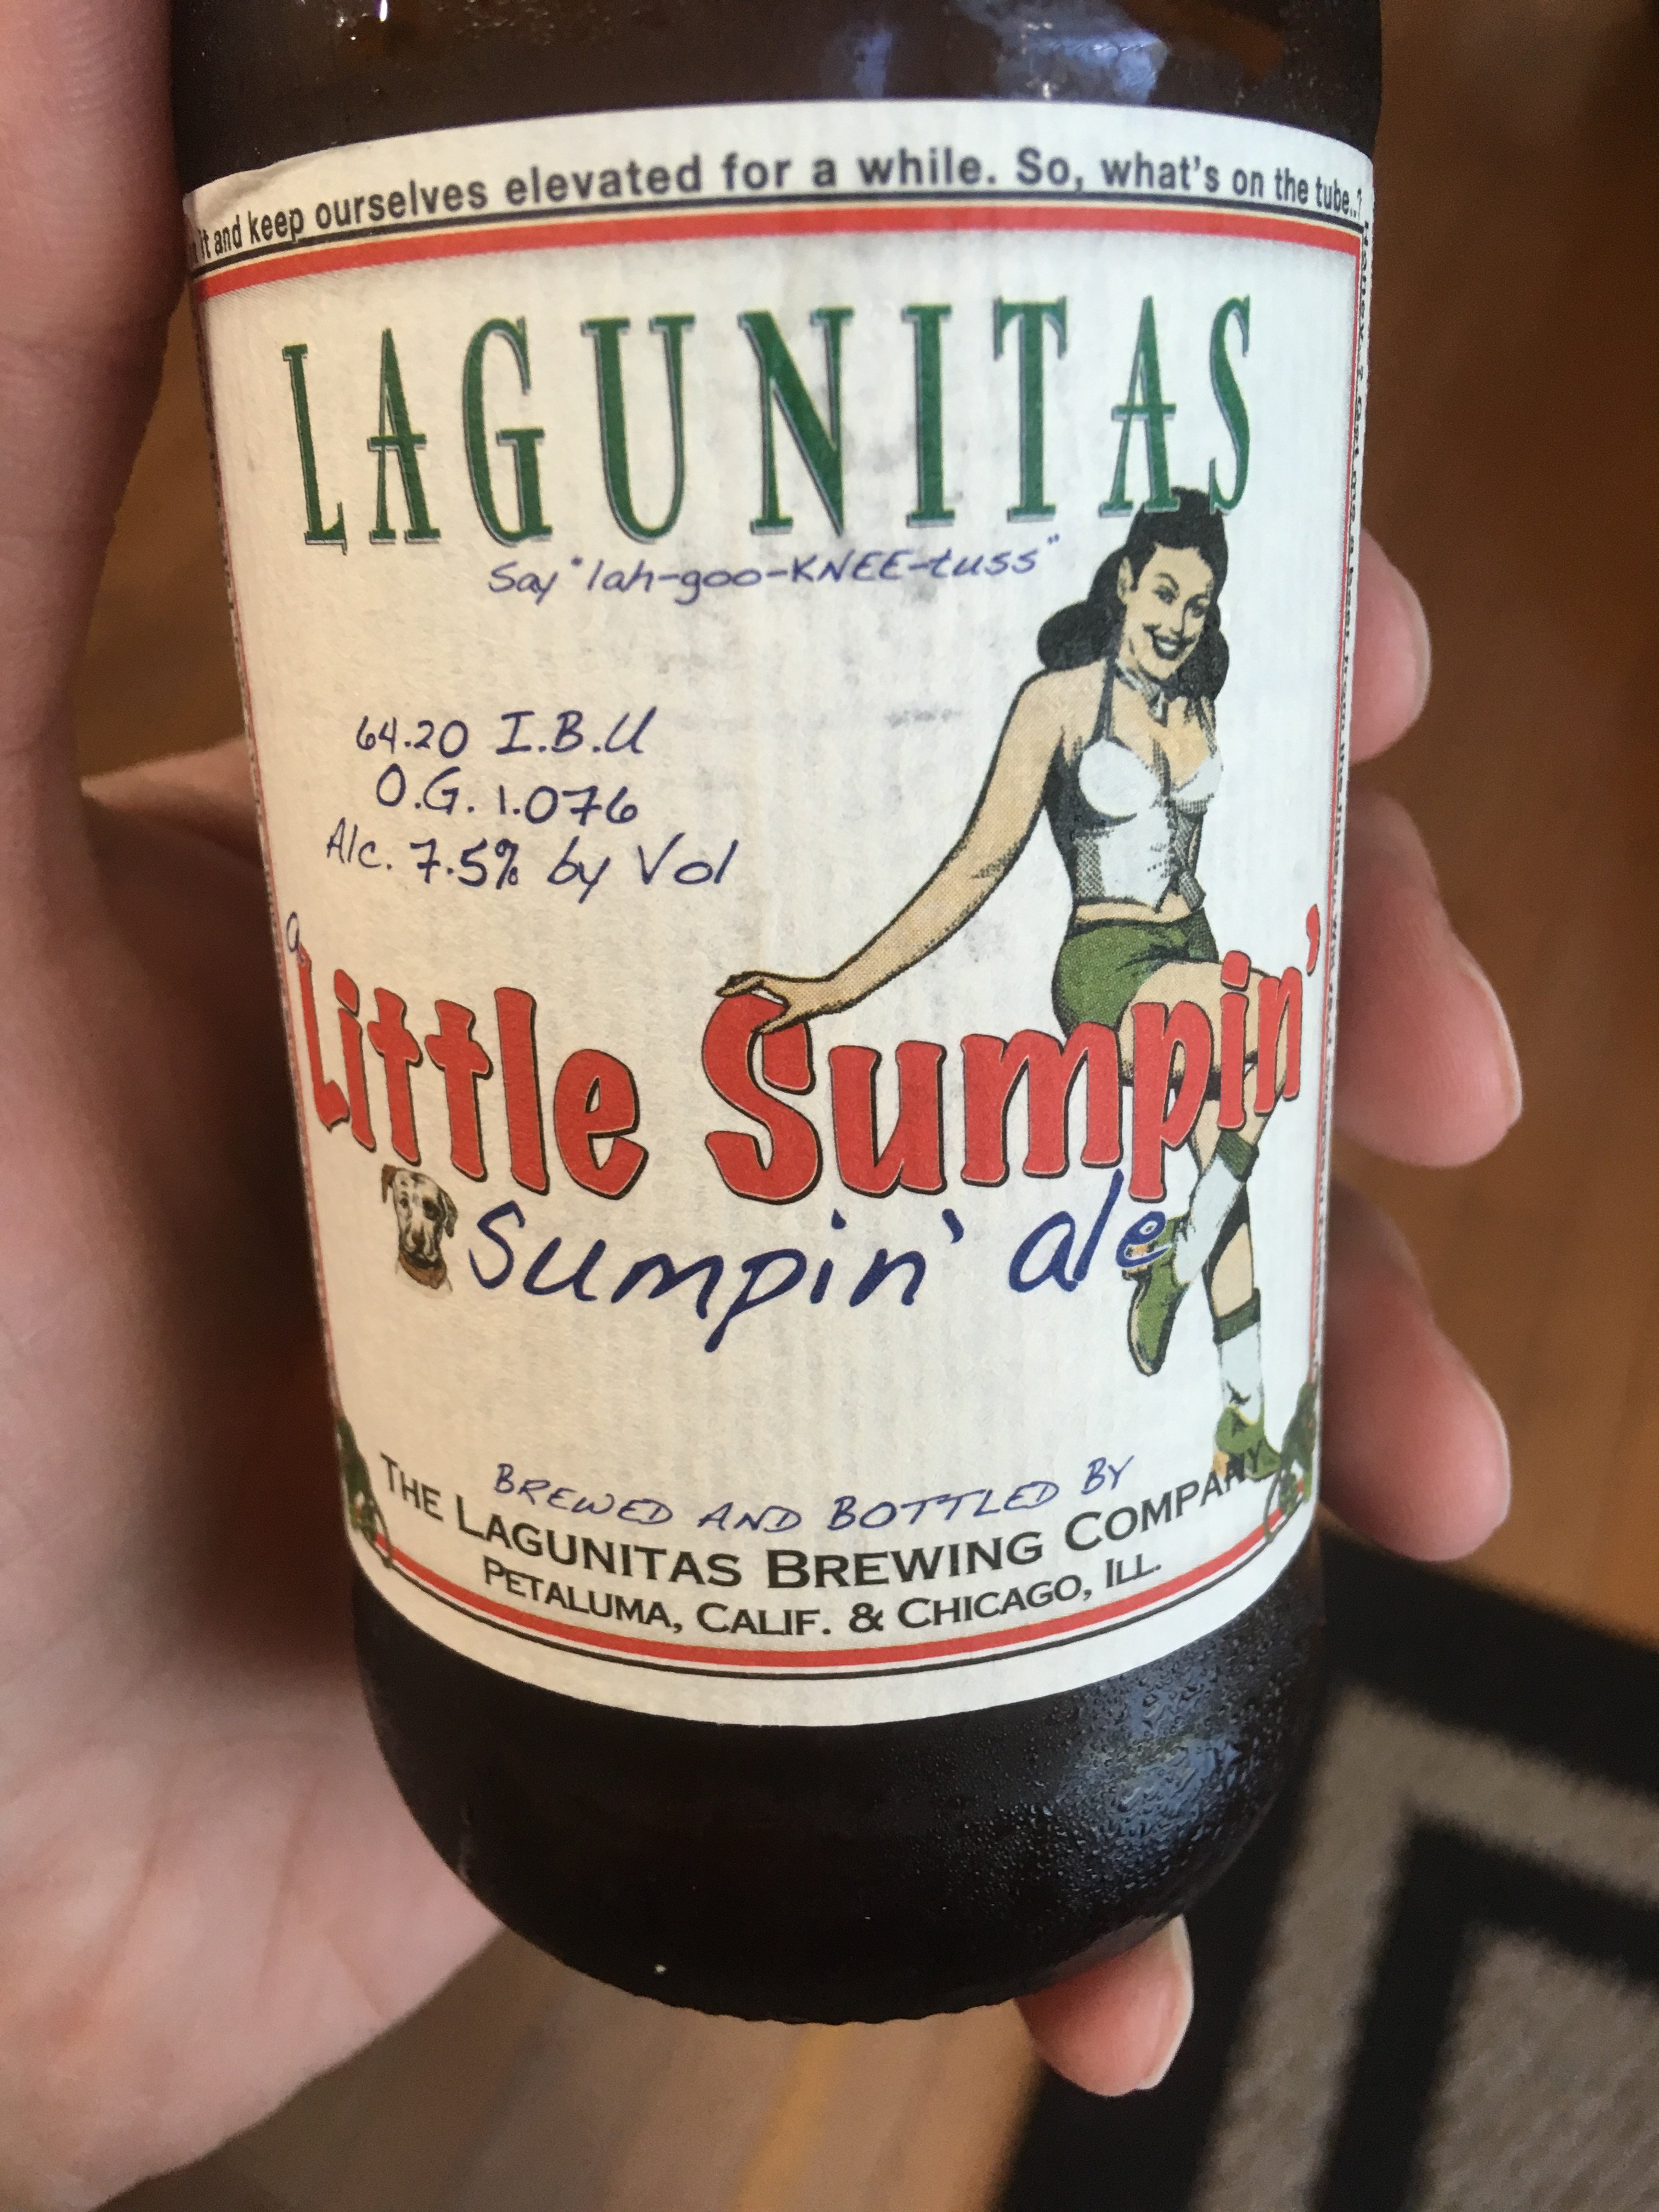 it and keep ourselves elevated for a while. So, what's on the tube..?
LAGUNITAS
Say "lah-goo-KNEE-tuss"
64.20 I.B.U
O.G. 1.076
Alc. 7.5% by Vol
a
Little Sumpin'
Sumpin' ale
BREWED AND BOTTLED BY
THE LAGUNITAS BREWING COMPANY
PETALUMA, CALIF. & CHICAGO, ILL.